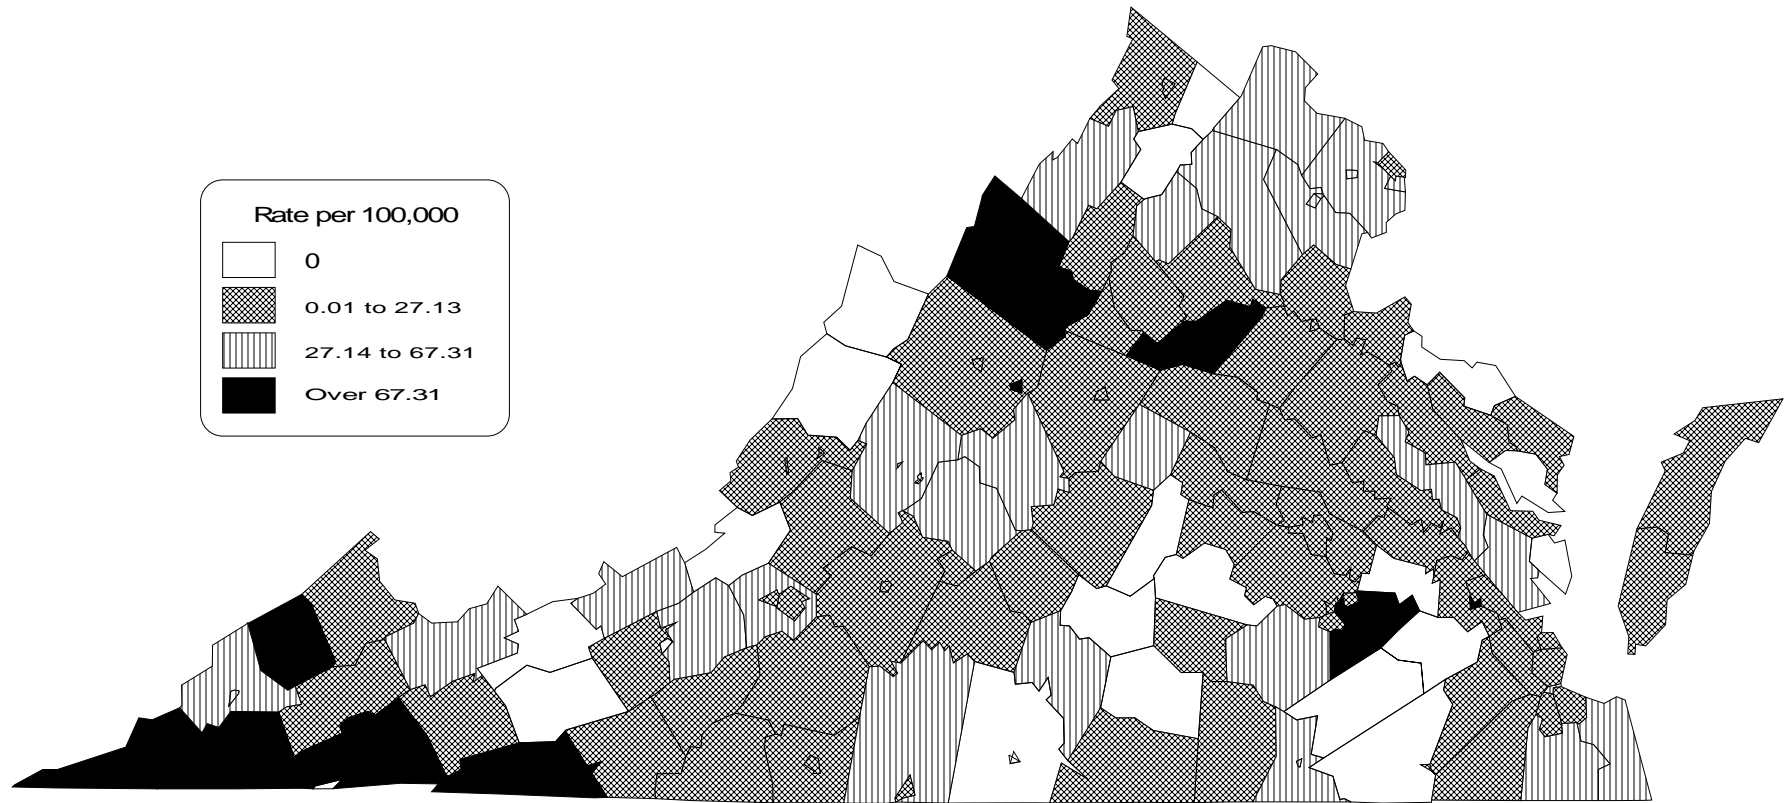 Rate per 100,000
0
0.01 to 27.13
27.14 to 67.31
Over 67.31